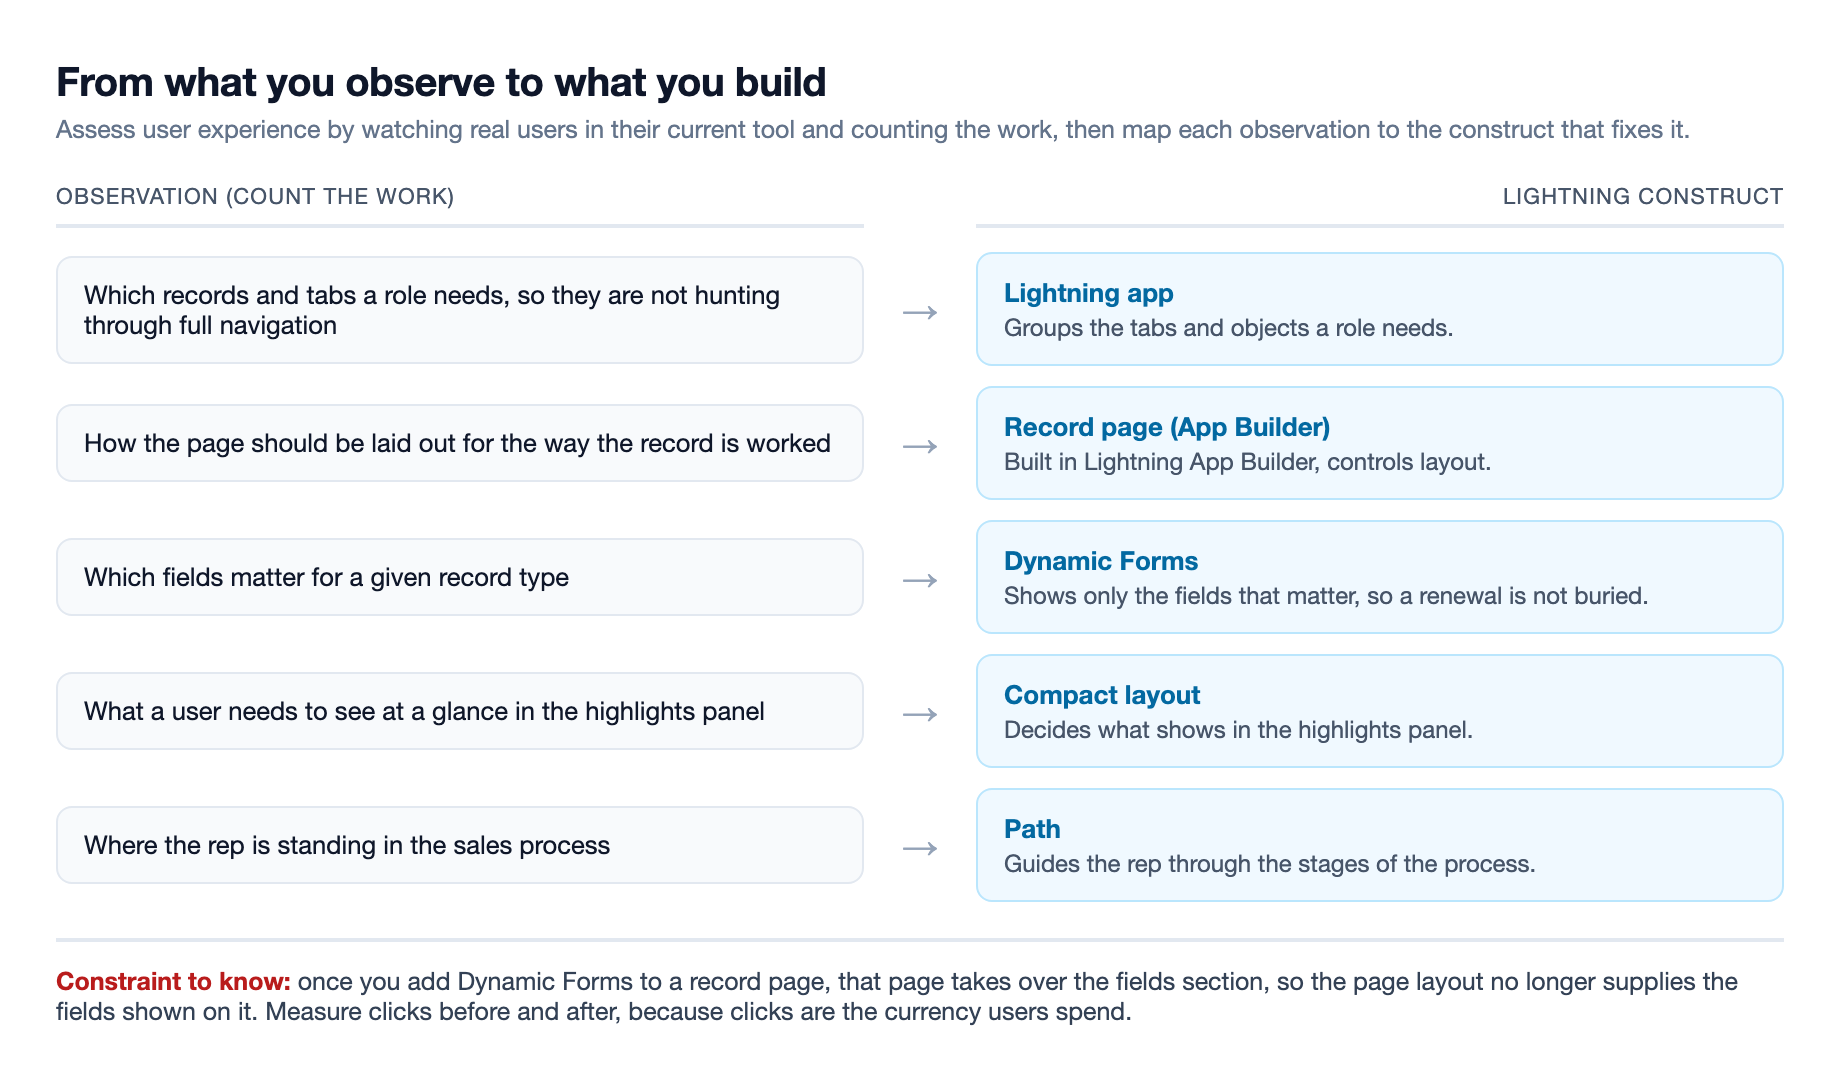 From what you observe to what you build
Assess user experience by watching real users in their current tool and counting the work, then map each observation to the construct that fixes it.
OBSERVATION (COUNT THE WORK)
LIGHTNING CONSTRUCT
Which records and tabs a role needs, so they are not hunting
through full navigation
→
Lightning app
Groups the tabs and objects a role needs.
How the page should be laid out for the way the record is worked
→
Record page (App Builder)
Built in Lightning App Builder, controls layout.
Which fields matter for a given record type
→
Dynamic Forms
Shows only the fields that matter, so a renewal is not buried.
What a user needs to see at a glance in the highlights panel
→
Compact layout
Decides what shows in the highlights panel.
Where the rep is standing in the sales process
→
Path
Guides the rep through the stages of the process.
Constraint to know: once you add Dynamic Forms to a record page, that page takes over the fields section, so the page layout no longer supplies the
fields shown on it. Measure clicks before and after, because clicks are the currency users spend.